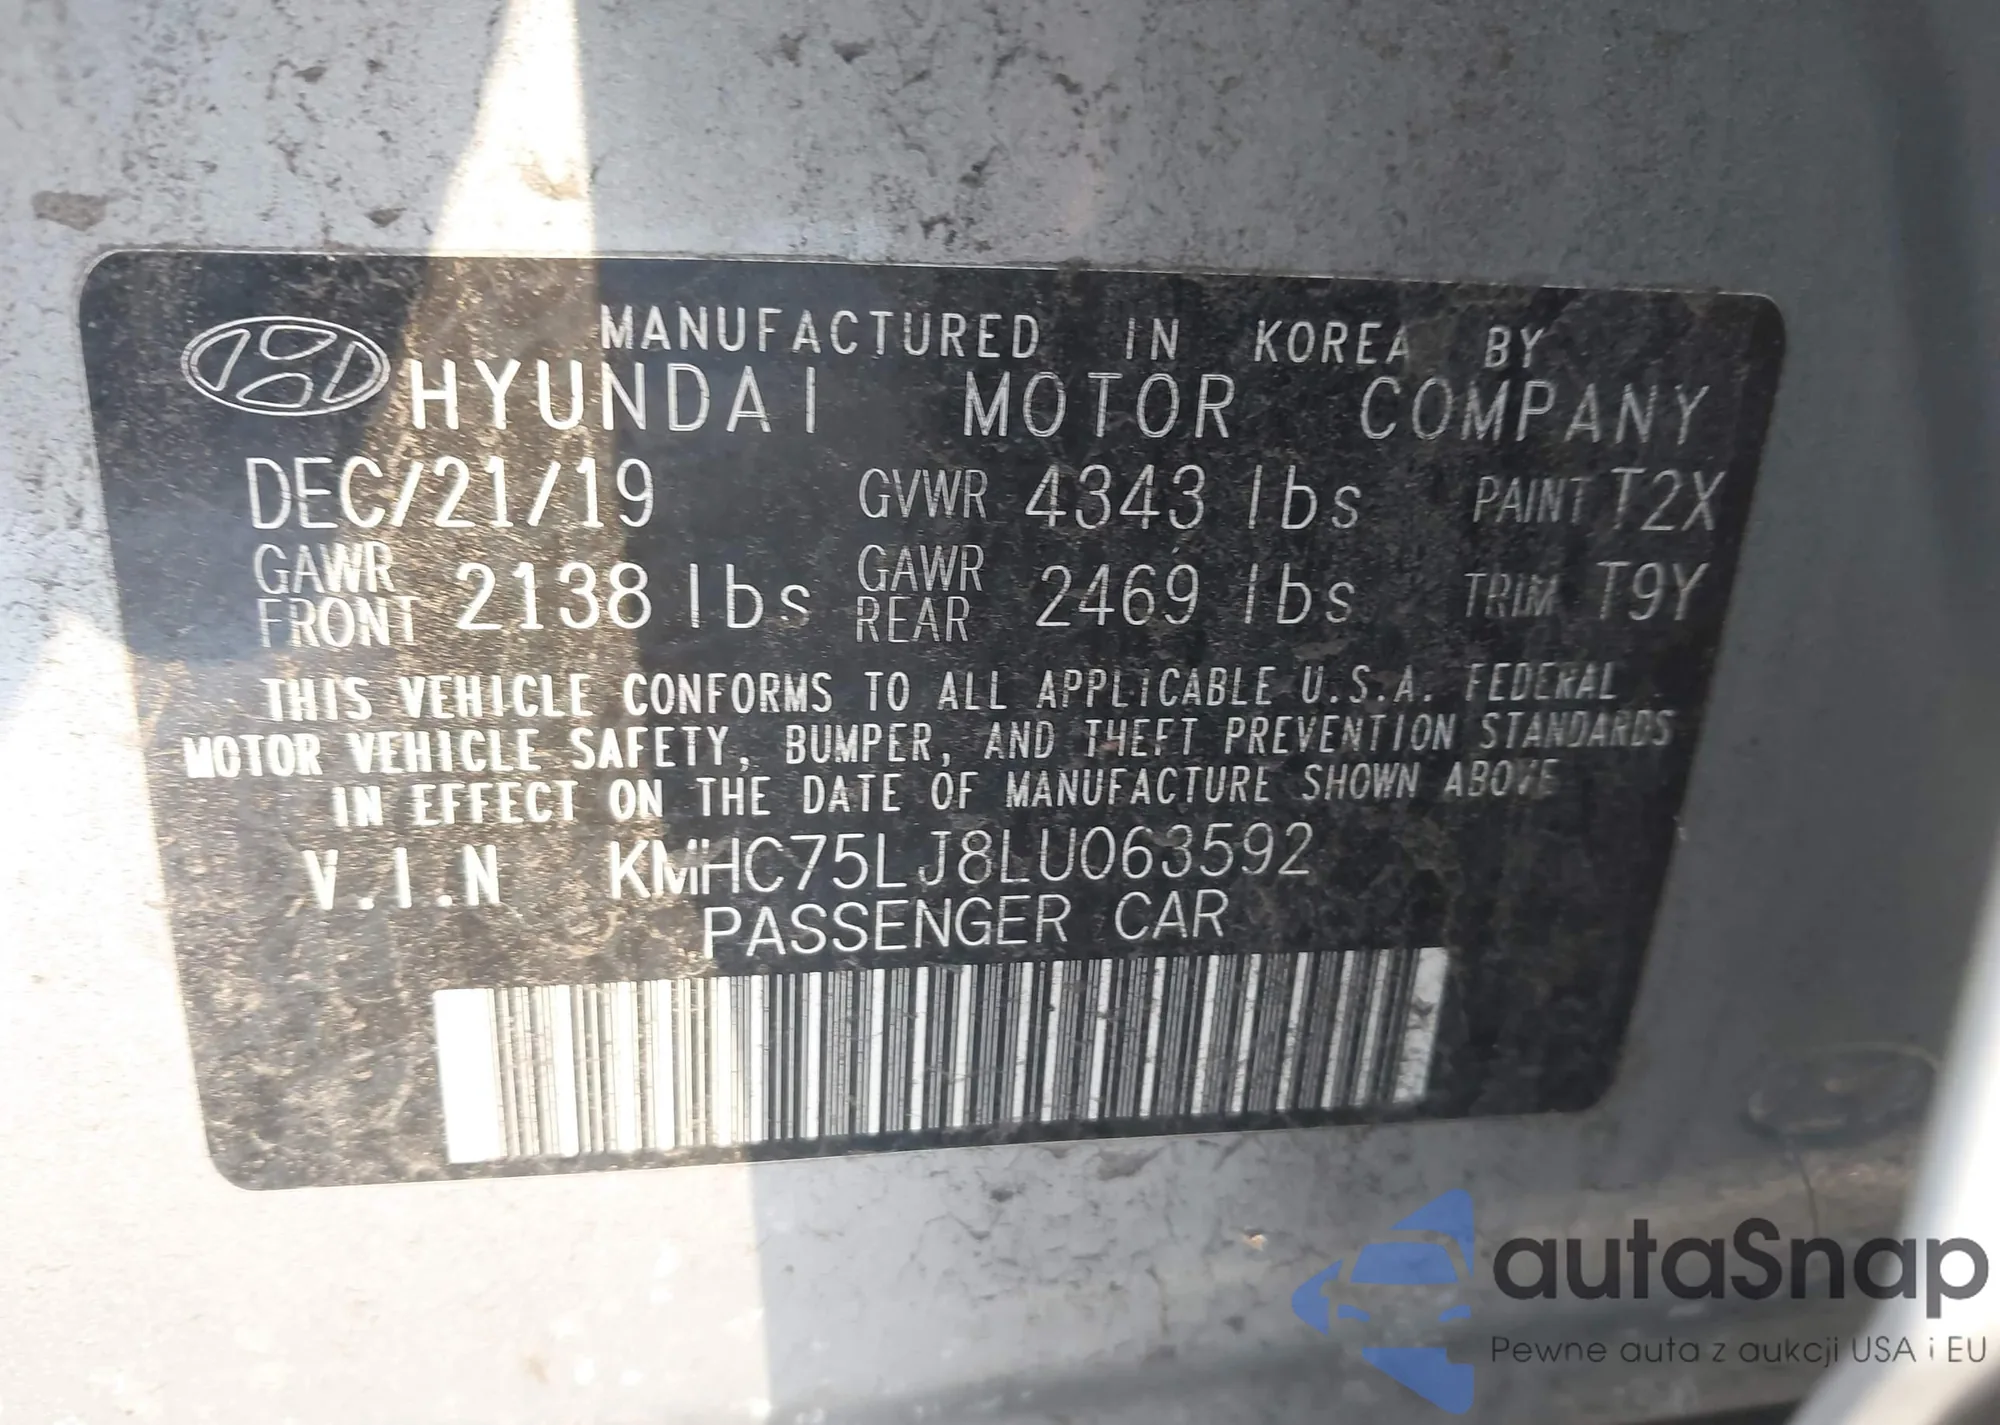 MANUFACTURED IN KOREA BY
HYUNDAI MOTOR COMPANY
DEC/21/19 GVWR 4343 lbs PAINT T2X
GAWR FRONT 2138 lbs GAWR REAR 2469 lbs TRIM T9Y
THIS VEHICLE CONFORMS TO ALL APPLICABLE U.S.A. FEDERAL
MOTOR VEHICLE SAFETY, BUMPER, AND THEFT PREVENTION STANDARDS
IN EFFECT ON THE DATE OF MANUFACTURE SHOWN ABOVE
V.I.N KMHC75LJ8LU063592
PASSENGER CAR
autaSnap
Pewne auta z aukcji USA i EU